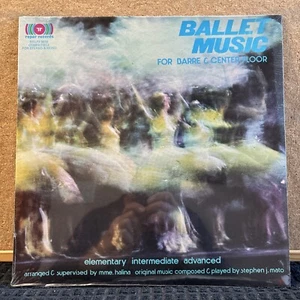 BALLET
MUSIC
FOR BARRE & CENTER FLOOR
elementary intermediate advanced
arranged & supervised by mme. halina original music composed & played by stephen j. mato